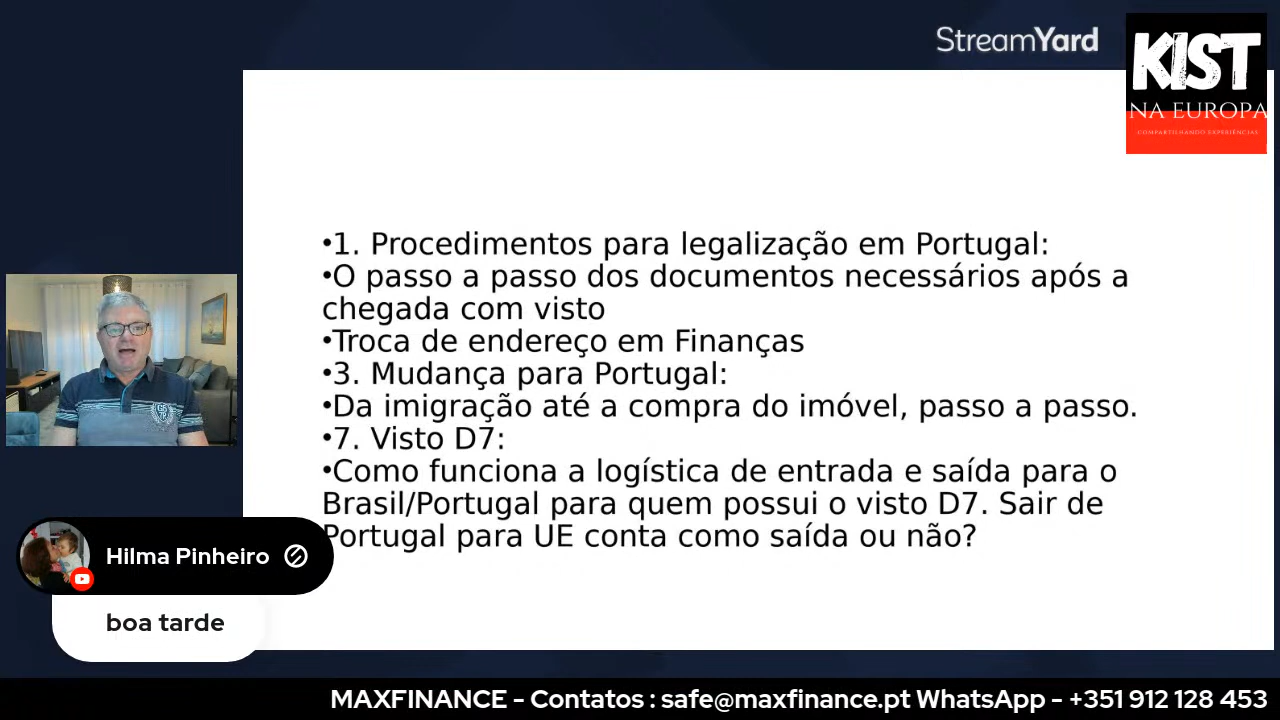 StreamYard
KIST
NA EUROPA
COMPARTILHANDO EXPERIÊNCIAS
•1. Procedimentos para legalização em Portugal:
•O passo a passo dos documentos necessários após a
chegada com visto
•Troca de endereço em Finanças
•3. Mudança para Portugal:
•Da imigração até a compra do imóvel, passo a passo.
•7. Visto D7:
•Como funciona a logística de entrada e saída para o
Brasil/Portugal para quem possui o visto D7. Sair de
Portugal para UE conta como saída ou não?
Hilma Pinheiro
boa tarde
MAXFINANCE - Contatos : safe@maxfinance.pt WhatsApp - +351 912 128 453